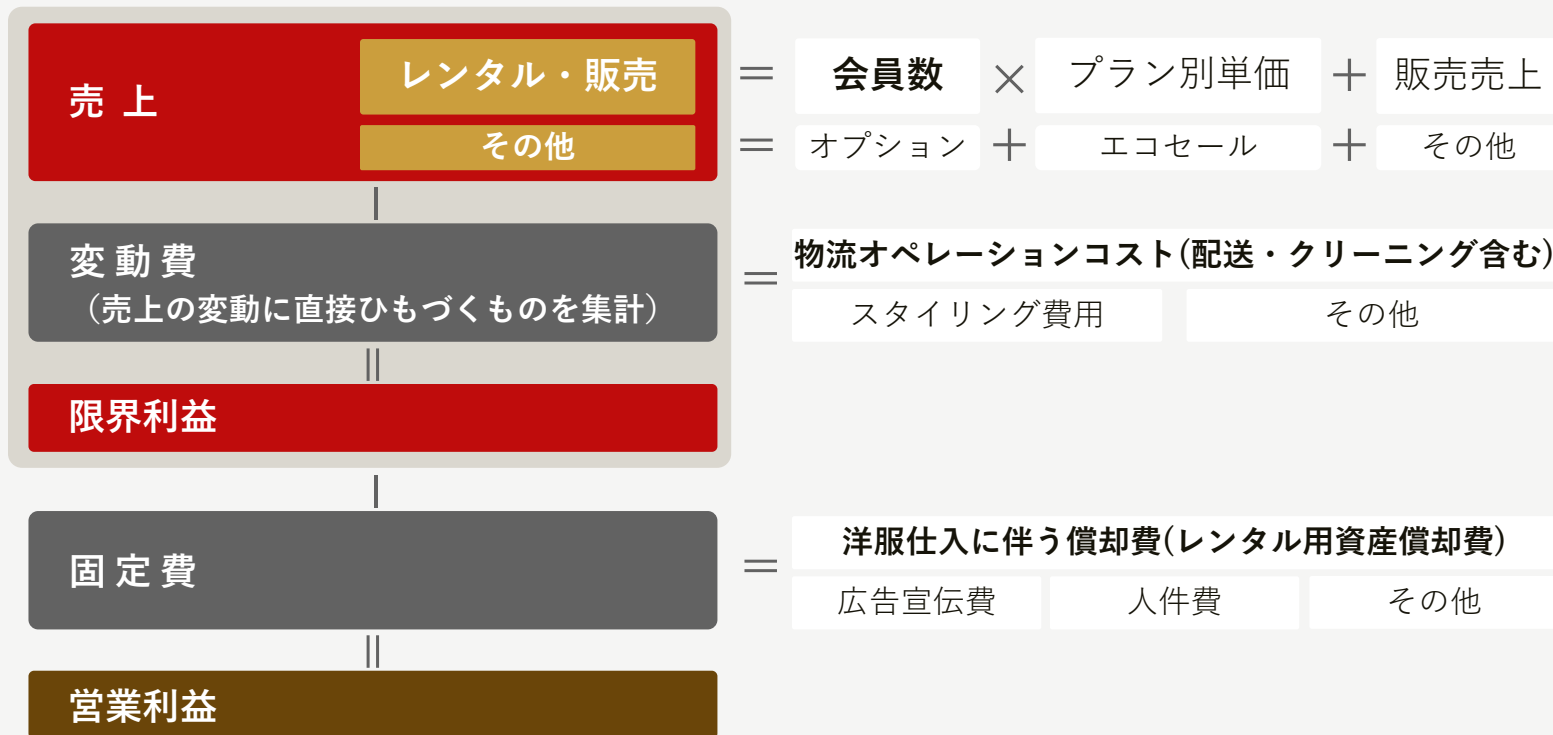 売上
レンタル・販売 = 会員数 × プラン別単価 + 販売売上
その他 = オプション + エコセール + その他
変動費
（売上の変動に直接ひもづくものを集計）
= 物流オペレーションコスト(配送・クリーニング含む)
スタイリング費用 その他
限界利益
固定費
= 洋服仕入に伴う償却費(レンタル用資産償却費)
広告宣伝費 人件費 その他
営業利益